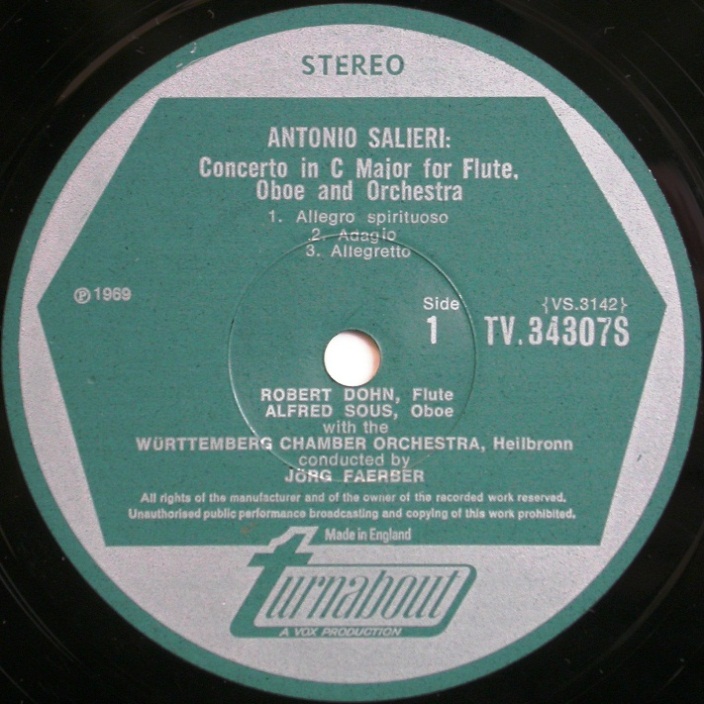 STEREO
ANTONIO SALIERI:
Concerto in C Major for Flute,
Oboe and Orchestra
1. Allegro spirituoso
2. Adagio
3. Allegretto
Ⓟ 1969
Side
1
{VS.3142}
TV.34307S
ROBERT DOHN, Flute
ALFRED SOUS, Oboe
with the
WÜRTTEMBERG CHAMBER ORCHESTRA, Heilbronn
conducted by
JÖRG FAERBER
All rights of the manufacturer and of the owner of the recorded work reserved.
Unauthorised public performance broadcasting and copying of this work prohibited.
Made in England
turnabout
A VOX PRODUCTION